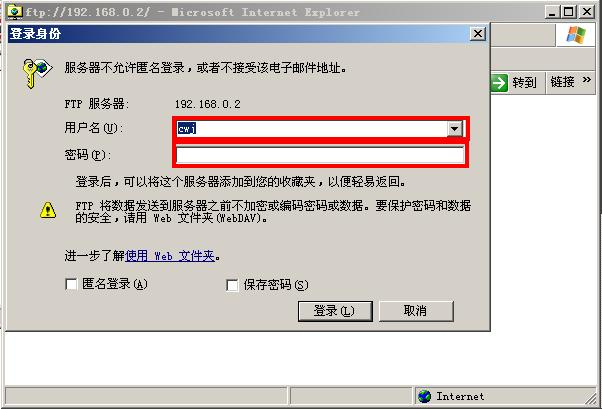 ftp://192.168.0.2/ - Microsoft Internet Explorer
登录身份
转到
链接 »
服务器不允许匿名登录，或者不接受该电子邮件地址。
FTP 服务器: 192.168.0.2
用户名(U): cwj
密码(P):
登录后，可以将这个服务器添加到您的收藏夹，以便轻易返回。
FTP 将数据发送到服务器之前不加密或编码密码或数据。要保护密码和数据
的安全，请用 Web 文件夹(WebDAV)。
进一步了解使用 Web 文件夹。
匿名登录(A) 保存密码(S)
登录(L) 取消
Internet